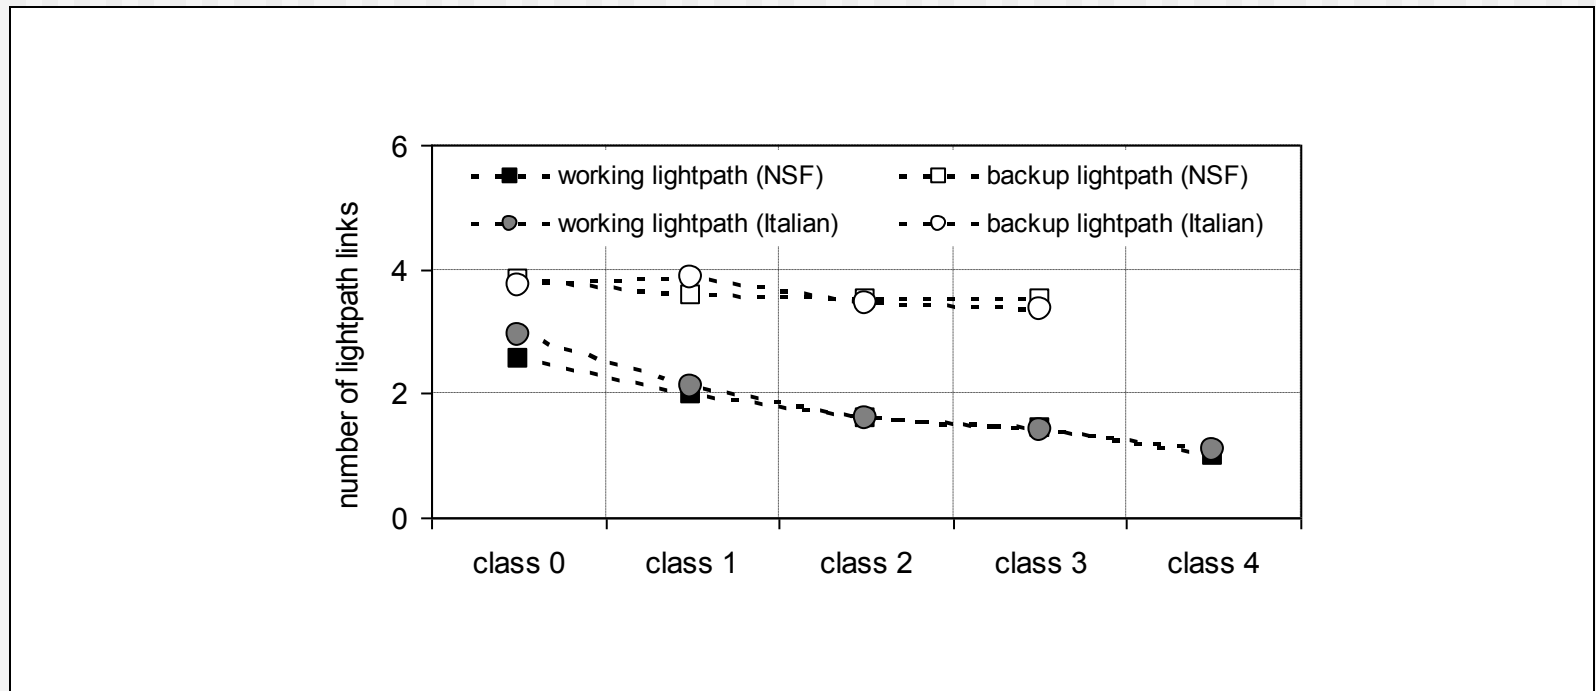 6
working lightpath (NSF) backup lightpath (NSF)
working lightpath (Italian) backup lightpath (Italian)
number of lightpath links
4
2
0
class 0 class 1 class 2 class 3 class 4